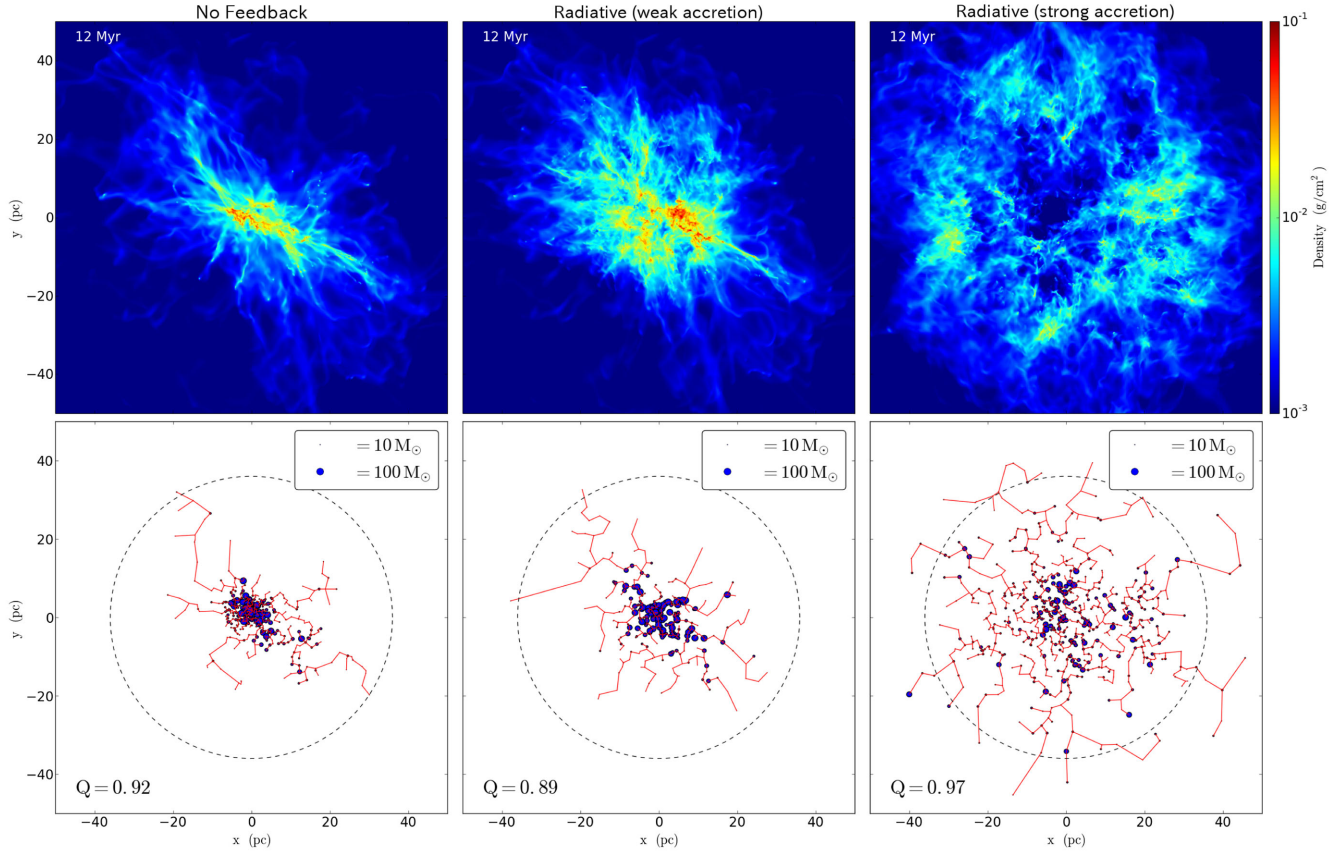 No Feedback
Radiative (weak accretion)
Radiative (strong accretion)
12 Myr
12 Myr
12 Myr
40
20
0
−20
−40
y (pc)
10⁻¹
10⁻²
10⁻³
Density (g/cm²)
= 10 M☉
= 100 M☉
= 10 M☉
= 100 M☉
= 10 M☉
= 100 M☉
40
20
0
−20
−40
y (pc)
Q = 0.92
Q = 0.89
Q = 0.97
−40 −20 0 20 40
−40 −20 0 20 40
−40 −20 0 20 40
x (pc)
x (pc)
x (pc)